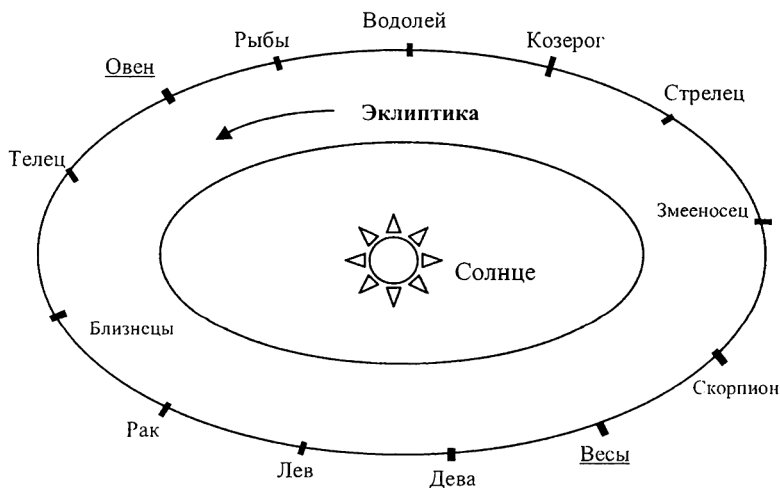 Водолей
Рыбы
Козерог
Овен
Стрелец
Эклиптика
Телец
Змееносец
Солнце
Близнецы
Скорпион
Рак
Весы
Лев
Дева